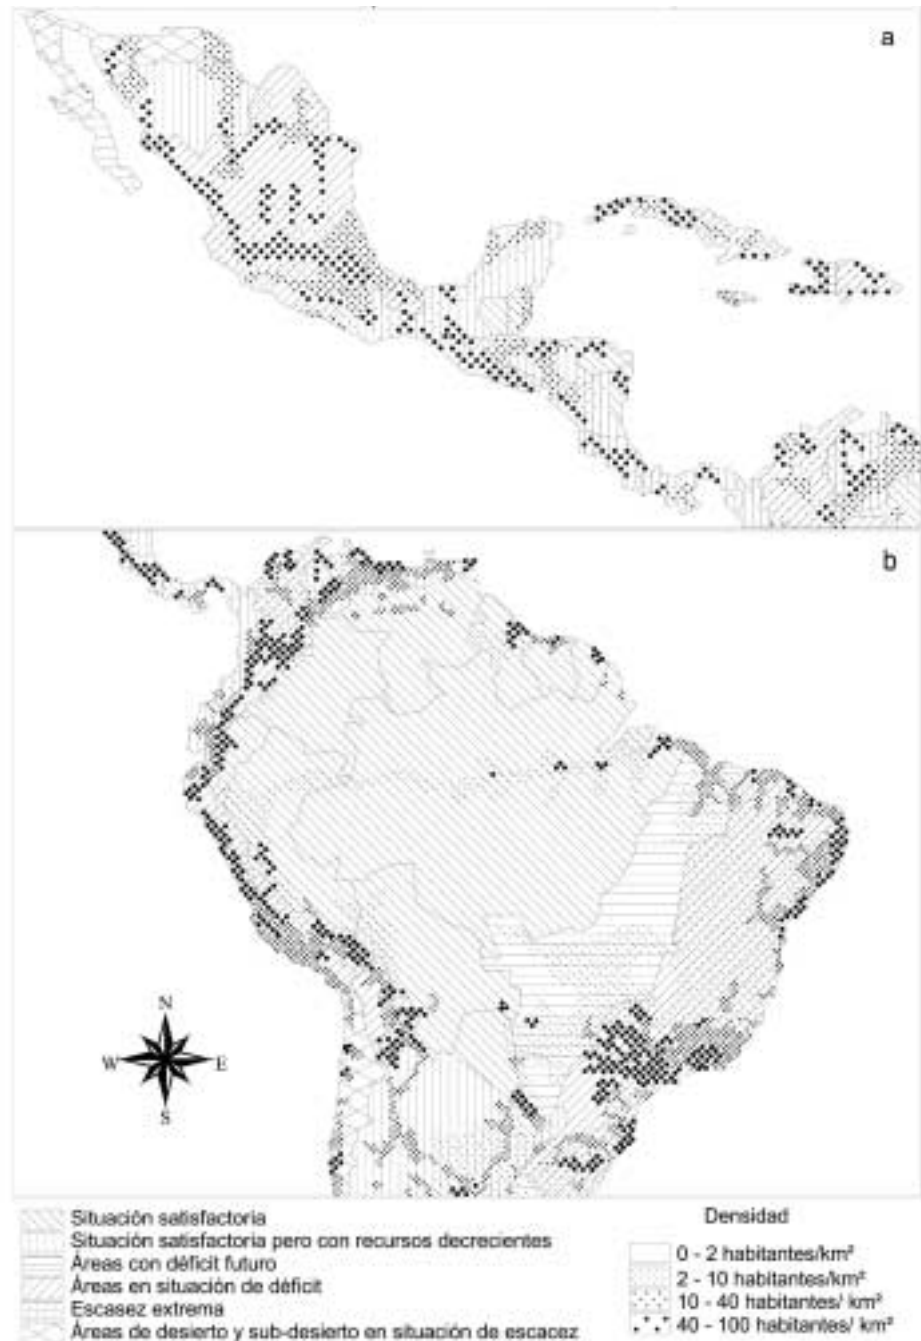 a
b
N
W E
S
Situación satisfactoria
Situación satisfactoria pero con recursos decrecientes
Áreas con déficit futuro
Áreas en situación de déficit
Escasez extrema
Áreas de desierto y sub-desierto en situación de escacez
Densidad
0 - 2 habitantes/km²
2 - 10 habitantes/km²
10 - 40 habitantes/ km²
40 - 100 habitantes/ km²